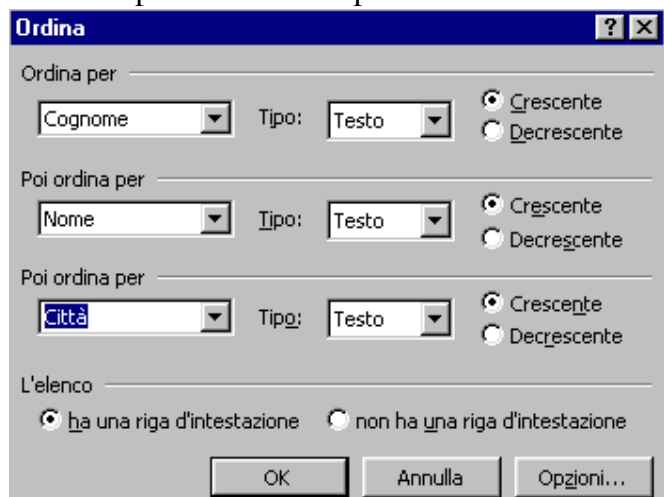 Ordina
Ordina per
Cognome Tipo: Testo Crescente
Decrescente
Poi ordina per
Nome Tipo: Testo Crescente
Decrescente
Poi ordina per
Città Tipo: Testo Crescente
Decrescente
L'elenco
ha una riga d'intestazione non ha una riga d'intestazione
OK Annulla Opzioni...